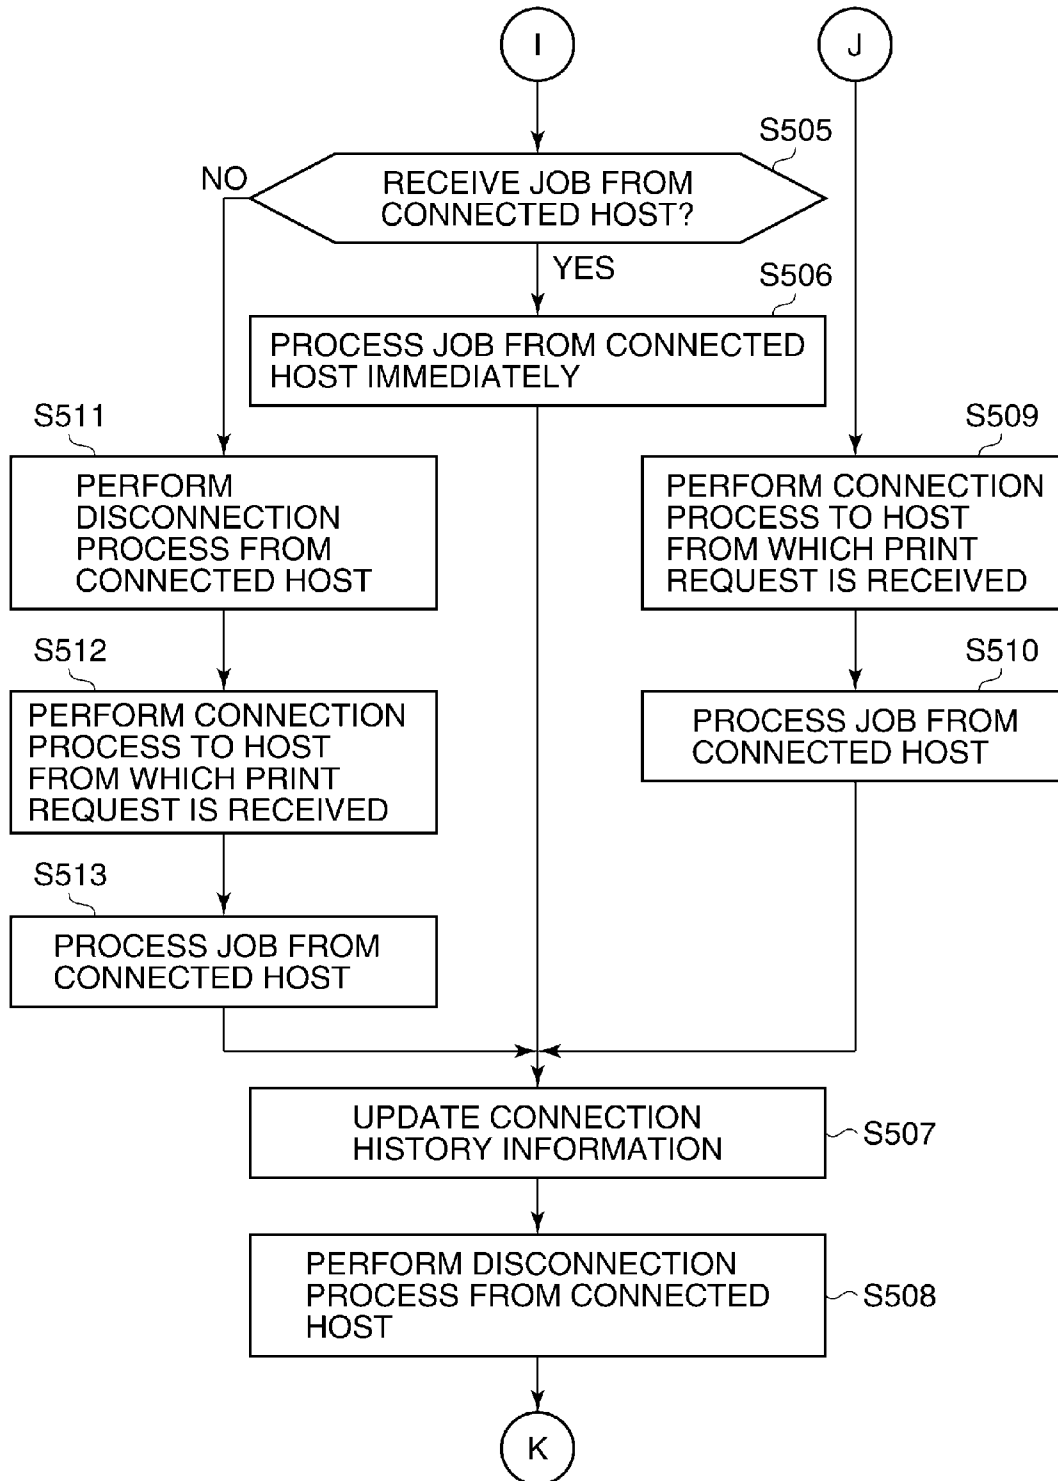 I
J
S505
NO
RECEIVE JOB FROM
CONNECTED HOST?
YES
S506
PROCESS JOB FROM CONNECTED
HOST IMMEDIATELY
S511
PERFORM
DISCONNECTION
PROCESS FROM
CONNECTED HOST
S509
PERFORM CONNECTION
PROCESS TO HOST
FROM WHICH PRINT
REQUEST IS RECEIVED
S512
PERFORM CONNECTION
PROCESS TO HOST
FROM WHICH PRINT
REQUEST IS RECEIVED
S510
PROCESS JOB FROM
CONNECTED HOST
S513
PROCESS JOB FROM
CONNECTED HOST
UPDATE CONNECTION
HISTORY INFORMATION
S507
PERFORM DISCONNECTION
PROCESS FROM CONNECTED
HOST
S508
K